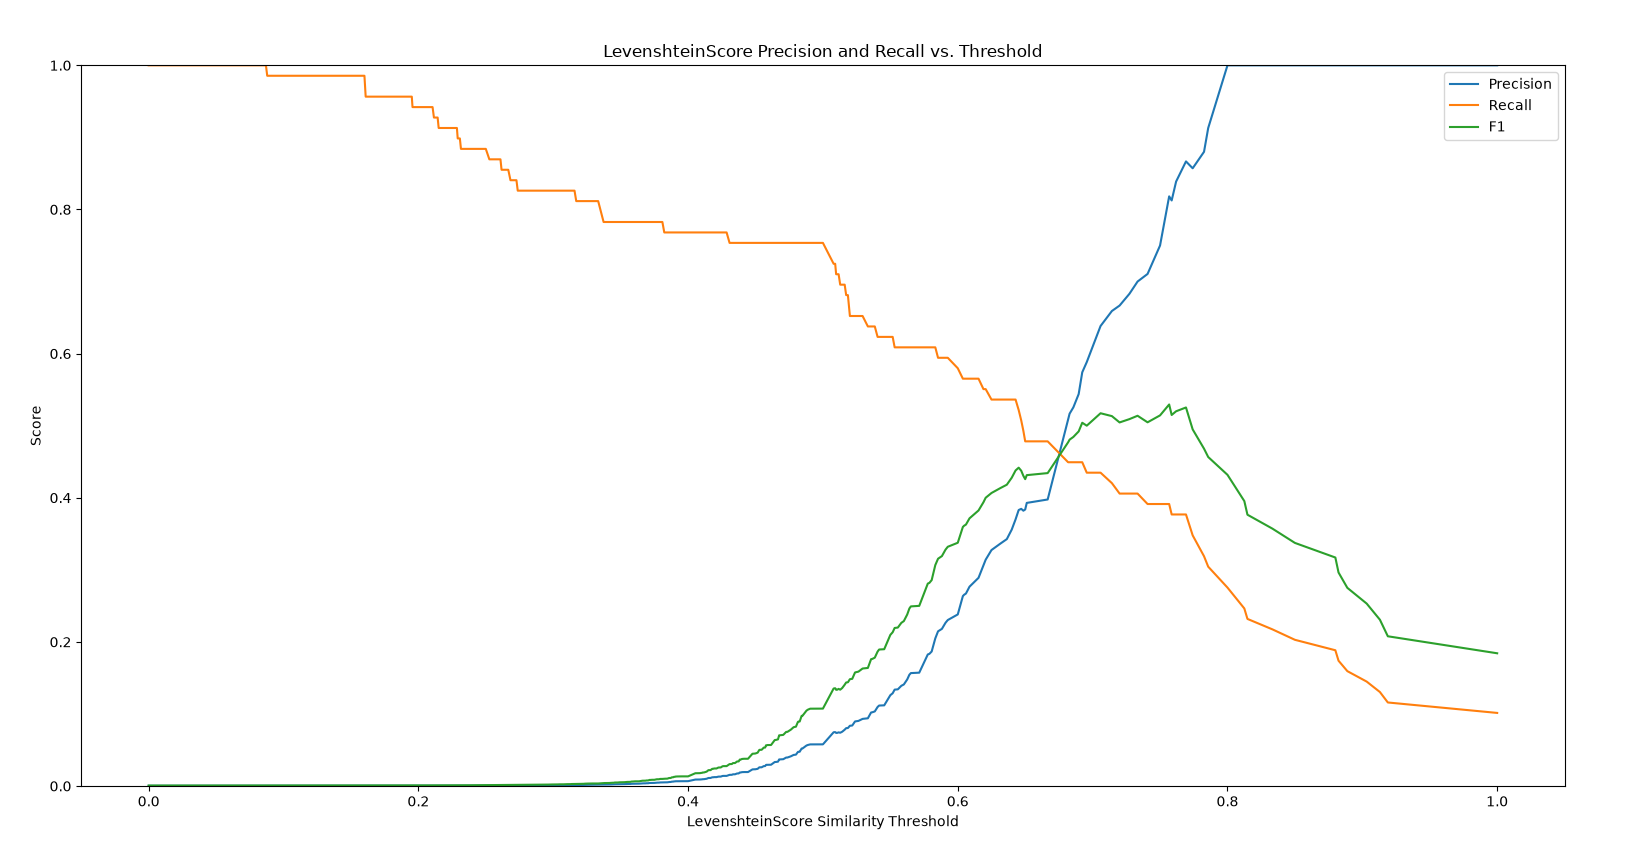 LevenshteinScore Precision and Recall vs. Threshold
1.0
0.8
0.6
0.4
0.2
0.0
Score
Precision
Recall
F1
0.0 0.2 0.4 0.6 0.8 1.0
LevenshteinScore Similarity Threshold